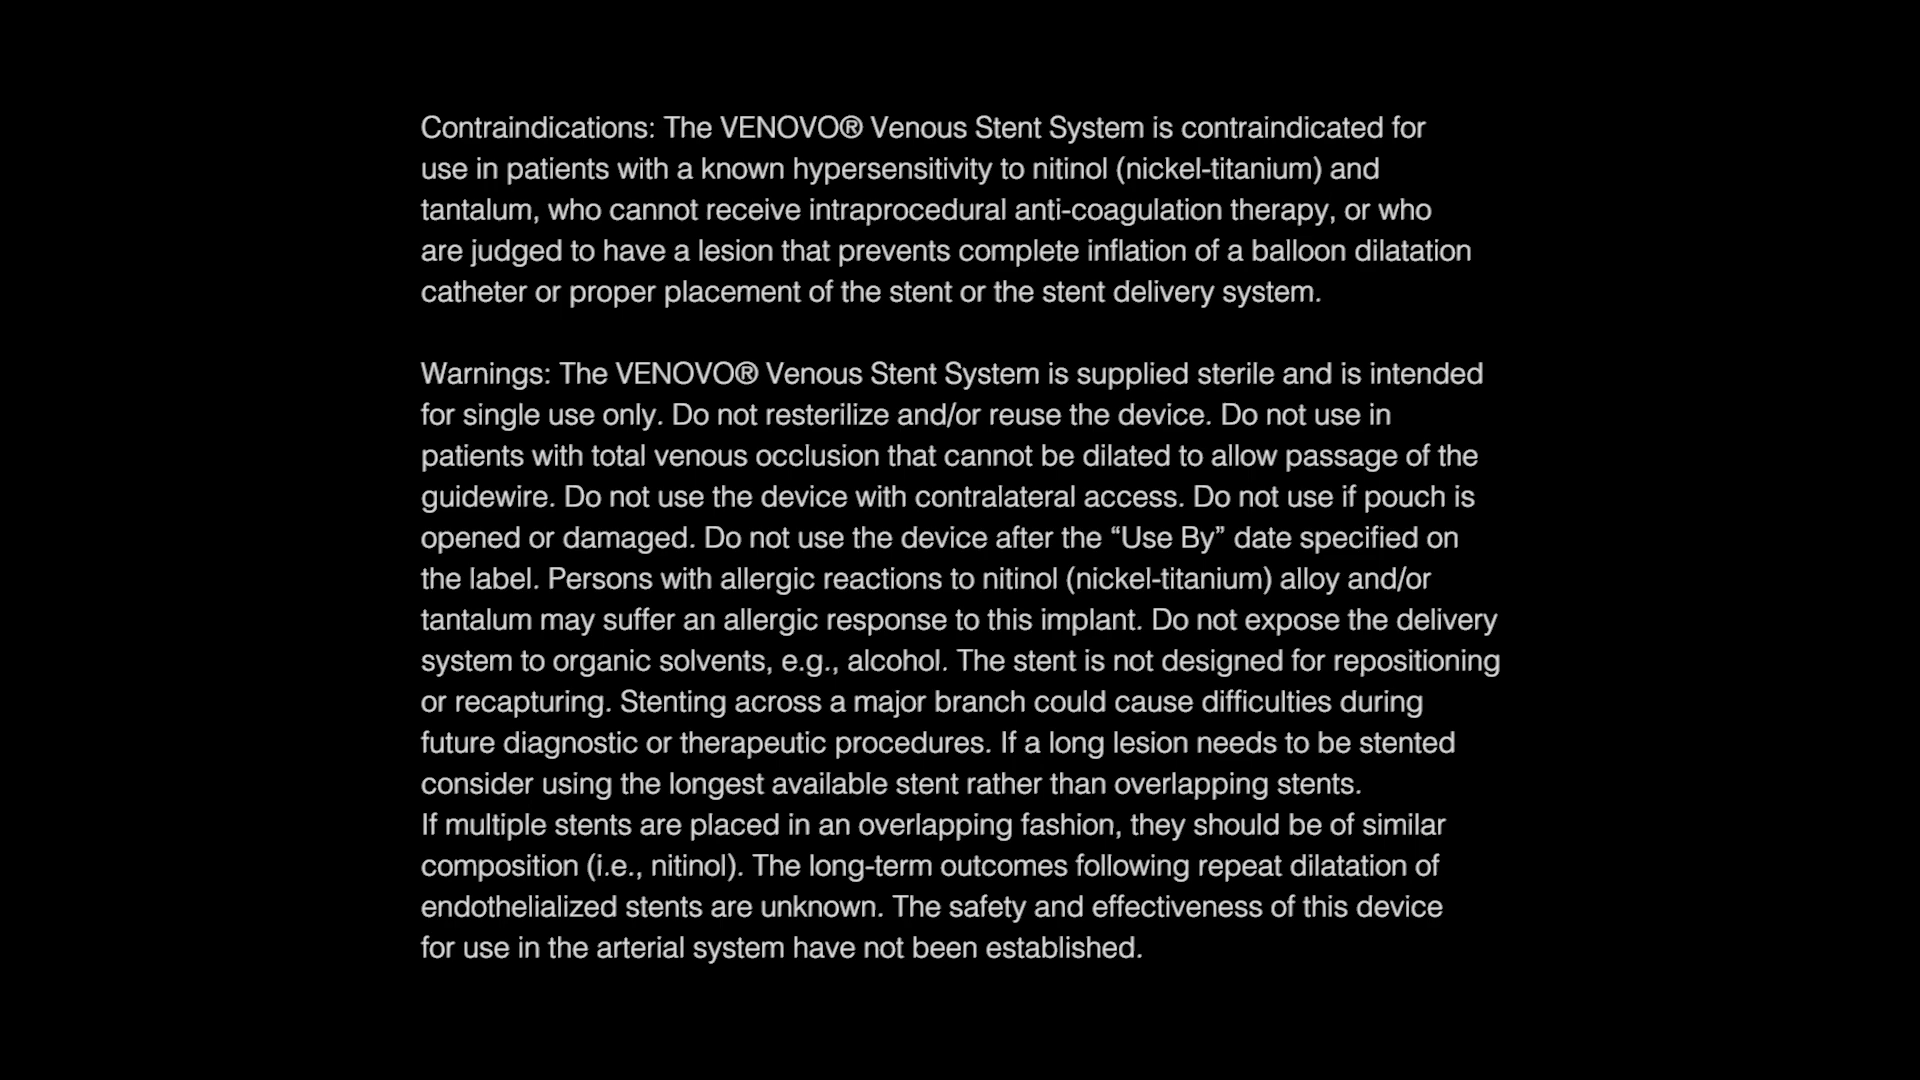 Contraindications: The VENOVO® Venous Stent System is contraindicated for
use in patients with a known hypersensitivity to nitinol (nickel-titanium) and
tantalum, who cannot receive intraprocedural anti-coagulation therapy, or who
are judged to have a lesion that prevents complete inflation of a balloon dilatation
catheter or proper placement of the stent or the stent delivery system.
Warnings: The VENOVO® Venous Stent System is supplied sterile and is intended
for single use only. Do not resterilize and/or reuse the device. Do not use in
patients with total venous occlusion that cannot be dilated to allow passage of the
guidewire. Do not use the device with contralateral access. Do not use if pouch is
opened or damaged. Do not use the device after the “Use By” date specified on
the label. Persons with allergic reactions to nitinol (nickel-titanium) alloy and/or
tantalum may suffer an allergic response to this implant. Do not expose the delivery
system to organic solvents, e.g., alcohol. The stent is not designed for repositioning
or recapturing. Stenting across a major branch could cause difficulties during
future diagnostic or therapeutic procedures. If a long lesion needs to be stented
consider using the longest available stent rather than overlapping stents.
If multiple stents are placed in an overlapping fashion, they should be of similar
composition (i.e., nitinol). The long-term outcomes following repeat dilatation of
endothelialized stents are unknown. The safety and effectiveness of this device
for use in the arterial system have not been established.